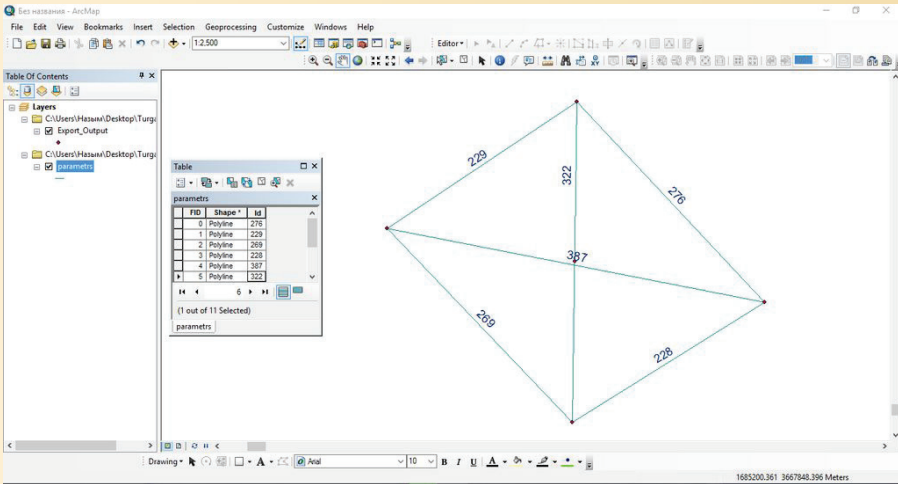 Без названия - ArcMap
File Edit View Bookmarks Insert Selection Geoprocessing Customize Windows Help
1:2,500
Editor
Table Of Contents
Layers
C:\Users\Назым\Desktop\Turga
Export_Output
C:\Users\Назым\Desktop\Turga
parametrs
Table
parametrs
FID Shape * Id
0 Polyline 276
1 Polyline 229
2 Polyline 269
3 Polyline 228
4 Polyline 387
5 Polyline 322
6
(1 out of 11 Selected)
parametrs
229
322
276
387
269
228
Drawing
A
Arial
10
B I U A
1685200.361 3667848.396 Meters